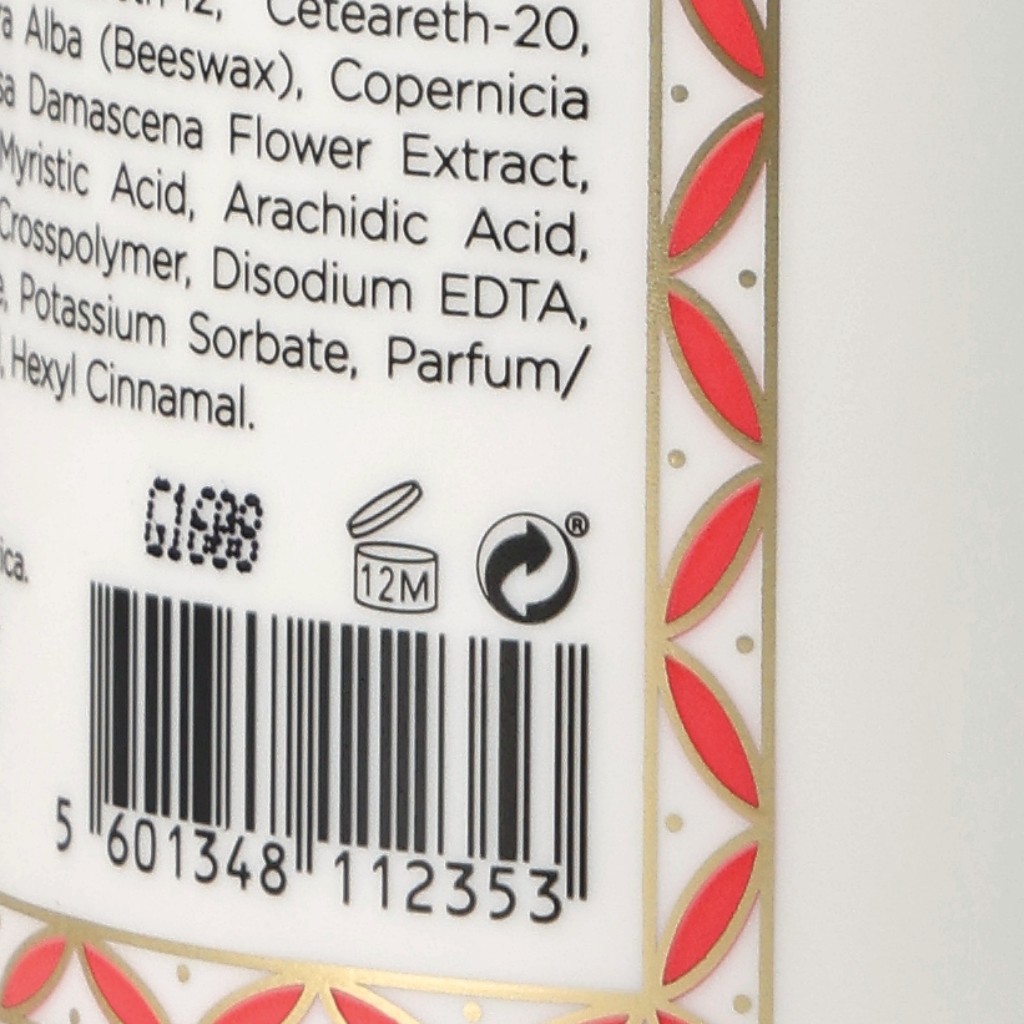 Ceteareth-20,
Alba (Beeswax), Copernicia
Damascena Flower Extract,
Myristic Acid, Arachidic Acid,
Crosspolymer, Disodium EDTA,
Potassium Sorbate, Parfum/
Hexyl Cinnamal.
12M
®
5 601348 112353